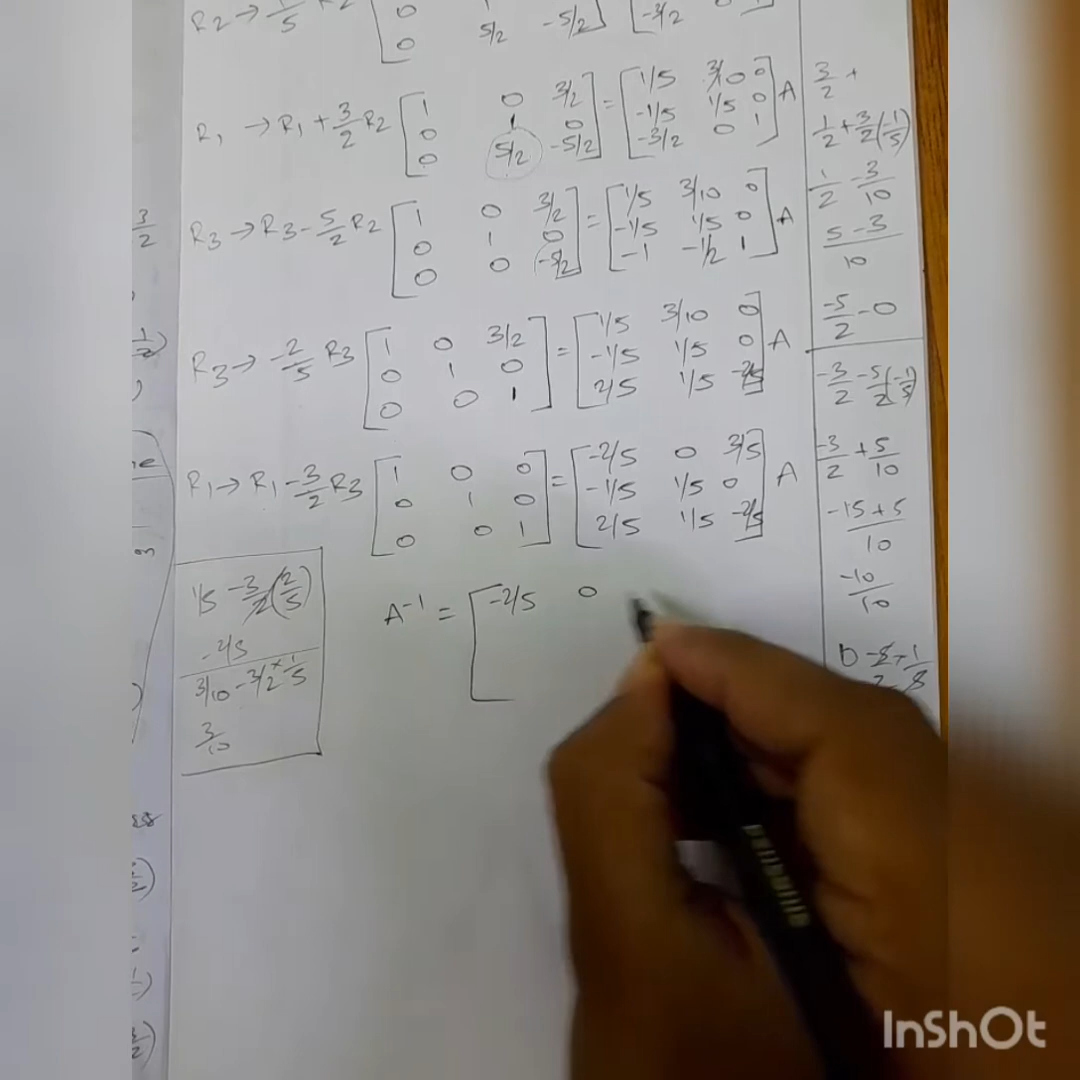 R2 → 1/5 R2 [ 0 5/2 -5/2 ] [ -3/2
0
R1 → R1 + 3/2 R2 [ 1 0 3/2 ] = [ 1/5 3/10 0 ] A
0 1 0 -1/5 1/5 0
0 5/2 -5/2 -3/2 0 1
R3 → R3 - 5/2 R2 [ 1 0 3/2 ] = [ 1/5 3/10 0 ] A
0 1 0 -1/5 1/5 0
0 0 -5/2 -1 -1/2 1
R3 → -2/5 R3 [ 1 0 3/2 ] = [ 1/5 3/10 0 ] A
0 1 0 -1/5 1/5 0
0 0 1 2/5 1/5 -2/5
R1 → R1 - 3/2 R3 [ 1 0 0 ] = [ -2/5 0 3/5 ] A
0 1 0 -1/5 1/5 0
0 0 1 2/5 1/5 -2/5
A⁻¹ = [ -2/5 0
1/5 - 3/2 (2/5)
-2/5
3/10 - 3/2 × 1/5
3/10
3/2 +
1/2 + 3/2 (-1/5)
1/2 - 3/10
5 - 3
10
-5/2 - 0
-3/2 - 5/2 (-1/5)
-3/2 + 5/10
-15 + 5
10
-10
10
3/2
InShOt